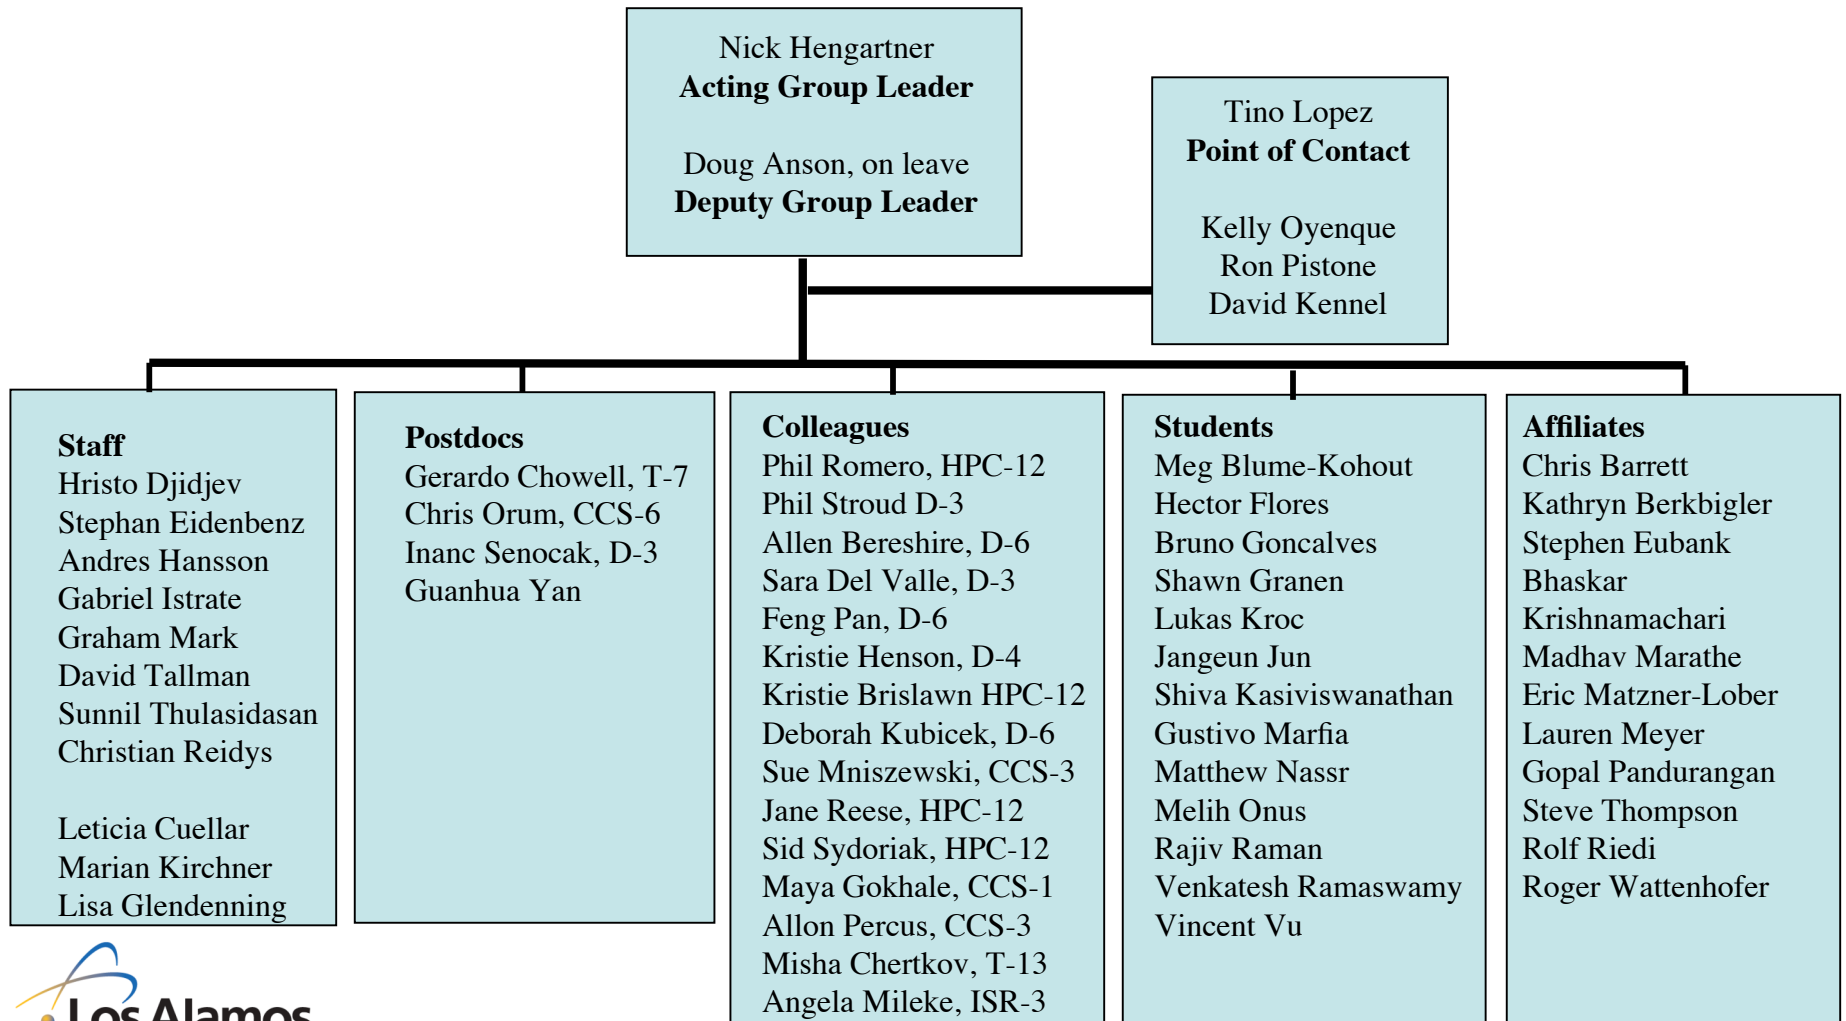 Nick Hengartner
Acting Group Leader
Doug Anson, on leave
Deputy Group Leader
Tino Lopez
Point of Contact
Kelly Oyenque
Ron Pistone
David Kennel
Staff
Hristo Djidjev
Stephan Eidenbenz
Andres Hansson
Gabriel Istrate
Graham Mark
David Tallman
Sunnil Thulasidasan
Christian Reidys
Leticia Cuellar
Marian Kirchner
Lisa Glendenning
Postdocs
Gerardo Chowell, T-7
Chris Orum, CCS-6
Inanc Senocak, D-3
Guanhua Yan
Colleagues
Phil Romero, HPC-12
Phil Stroud D-3
Allen Bereshire, D-6
Sara Del Valle, D-3
Feng Pan, D-6
Kristie Henson, D-4
Kristie Brislawn HPC-12
Deborah Kubicek, D-6
Sue Mniszewski, CCS-3
Jane Reese, HPC-12
Sid Sydoriak, HPC-12
Maya Gokhale, CCS-1
Allon Percus, CCS-3
Misha Chertkov, T-13
Angela Mileke, ISR-3
Students
Meg Blume-Kohout
Hector Flores
Bruno Goncalves
Shawn Granen
Lukas Kroc
Jangeun Jun
Shiva Kasiviswanathan
Gustivo Marfia
Matthew Nassr
Melih Onus
Rajiv Raman
Venkatesh Ramaswamy
Vincent Vu
Affiliates
Chris Barrett
Kathryn Berkbigler
Stephen Eubank
Bhaskar
Krishnamachari
Madhav Marathe
Eric Matzner-Lober
Lauren Meyer
Gopal Pandurangan
Steve Thompson
Rolf Riedi
Roger Wattenhofer
Los Alamos